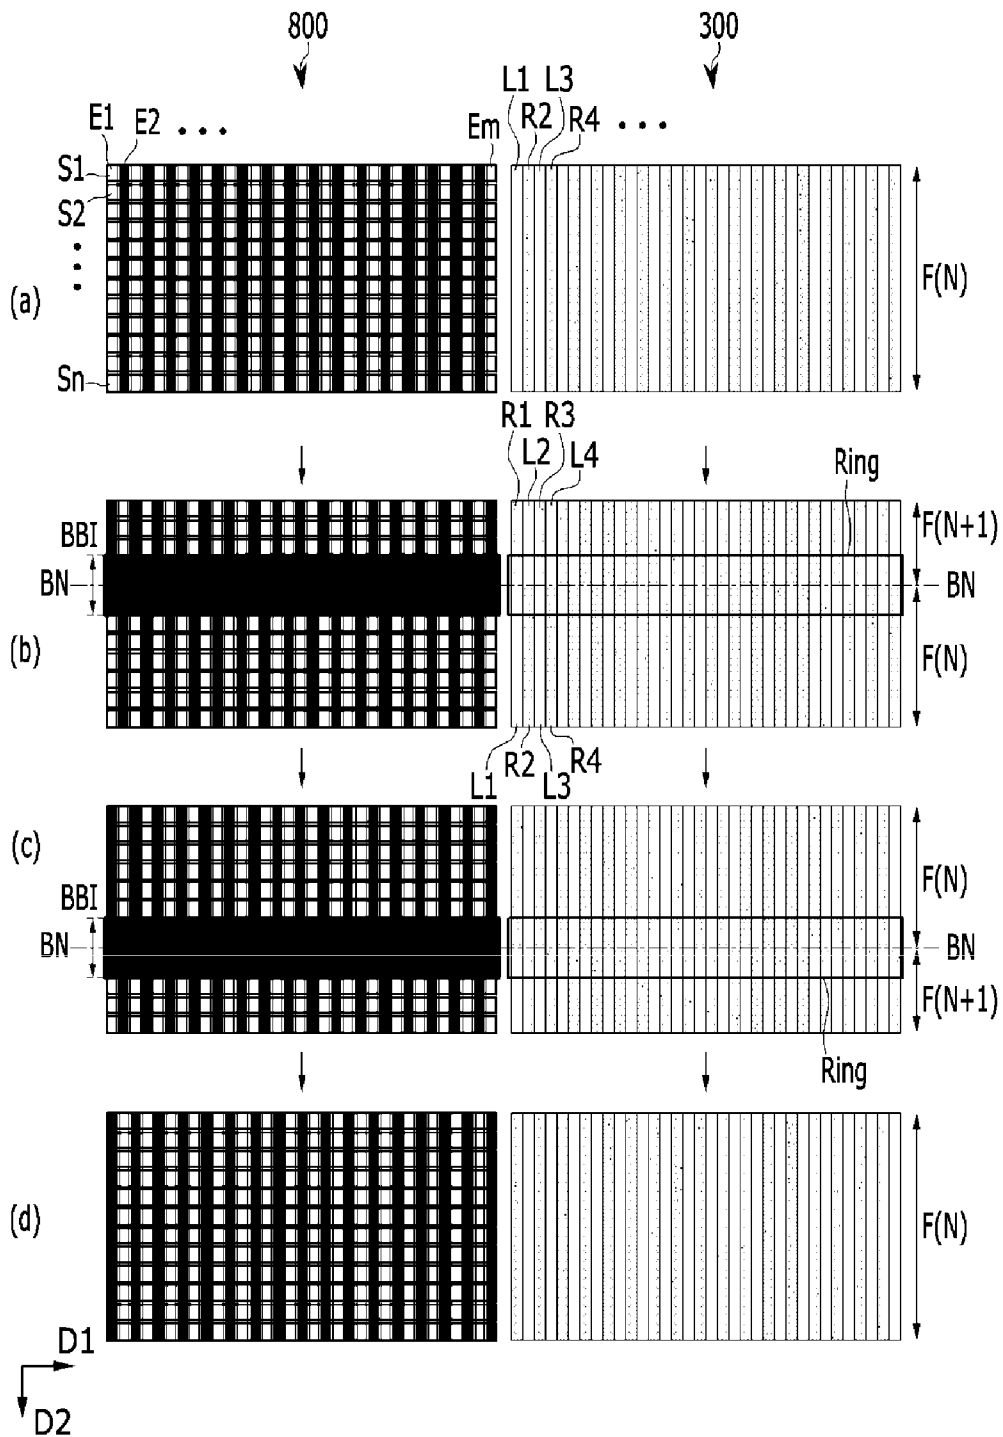 800
300
L1 L3
E1 E2 • • • Em R2 R4 • • •
S1
S2
(a)
F(N)
Sn
R1 R3
L2 L4
Ring
BBI
F(N+1)
BN
BN
(b)
F(N)
R2 R4
L1 L3
(c)
F(N)
BBI
BN
BN
F(N+1)
Ring
(d)
F(N)
D1
D2